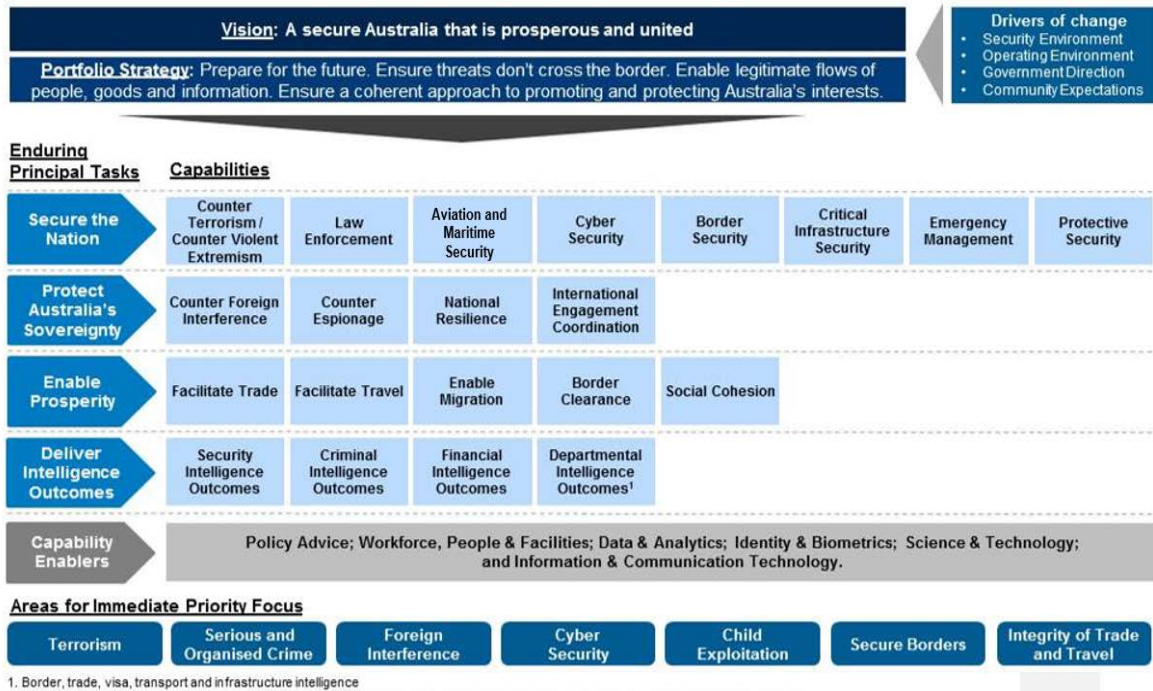 Vision: A secure Australia that is prosperous and united
Portfolio Strategy: Prepare for the future. Ensure threats don't cross the border. Enable legitimate flows of
people, goods and information. Ensure a coherent approach to promoting and protecting Australia's interests.
Drivers of change
• Security Environment
• Operating Environment
• Government Direction
• Community Expectations
Enduring
Principal Tasks
Capabilities
Secure the
Nation
Counter
Terrorism /
Counter Violent
Extremism
Law
Enforcement
Aviation and
Maritime
Security
Cyber
Security
Border
Security
Critical
Infrastructure
Security
Emergency
Management
Protective
Security
Protect
Australia's
Sovereignty
Counter Foreign
Interference
Counter
Espionage
National
Resilience
International
Engagement
Coordination
Enable
Prosperity
Facilitate Trade
Facilitate Travel
Enable
Migration
Border
Clearance
Social Cohesion
Deliver
Intelligence
Outcomes
Security
Intelligence
Outcomes
Criminal
Intelligence
Outcomes
Financial
Intelligence
Outcomes
Departmental
Intelligence
Outcomes¹
Capability
Enablers
Policy Advice; Workforce, People & Facilities; Data & Analytics; Identity & Biometrics; Science & Technology;
and Information & Communication Technology.
Areas for Immediate Priority Focus
Terrorism
Serious and
Organised Crime
Foreign
Interference
Cyber
Security
Child
Exploitation
Secure Borders
Integrity of Trade
and Travel
1. Border, trade, visa, transport and infrastructure intelligence